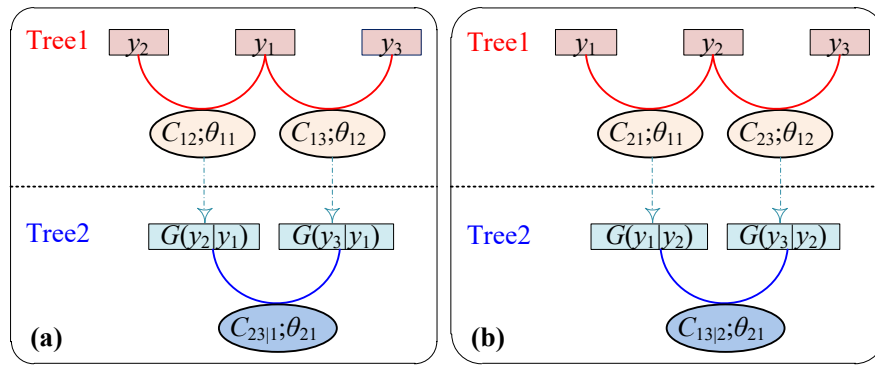 Tree1 y₂ y₁ y₃
C₁₂;θ₁₁ C₁₃;θ₁₂
Tree2 G(y₂|y₁) G(y₃|y₁)
C₂₃|₁;θ₂₁
(a)
Tree1 y₁ y₂ y₃
C₂₁;θ₁₁ C₂₃;θ₁₂
Tree2 G(y₁|y₂) G(y₃|y₂)
C₁₃|₂;θ₂₁
(b)